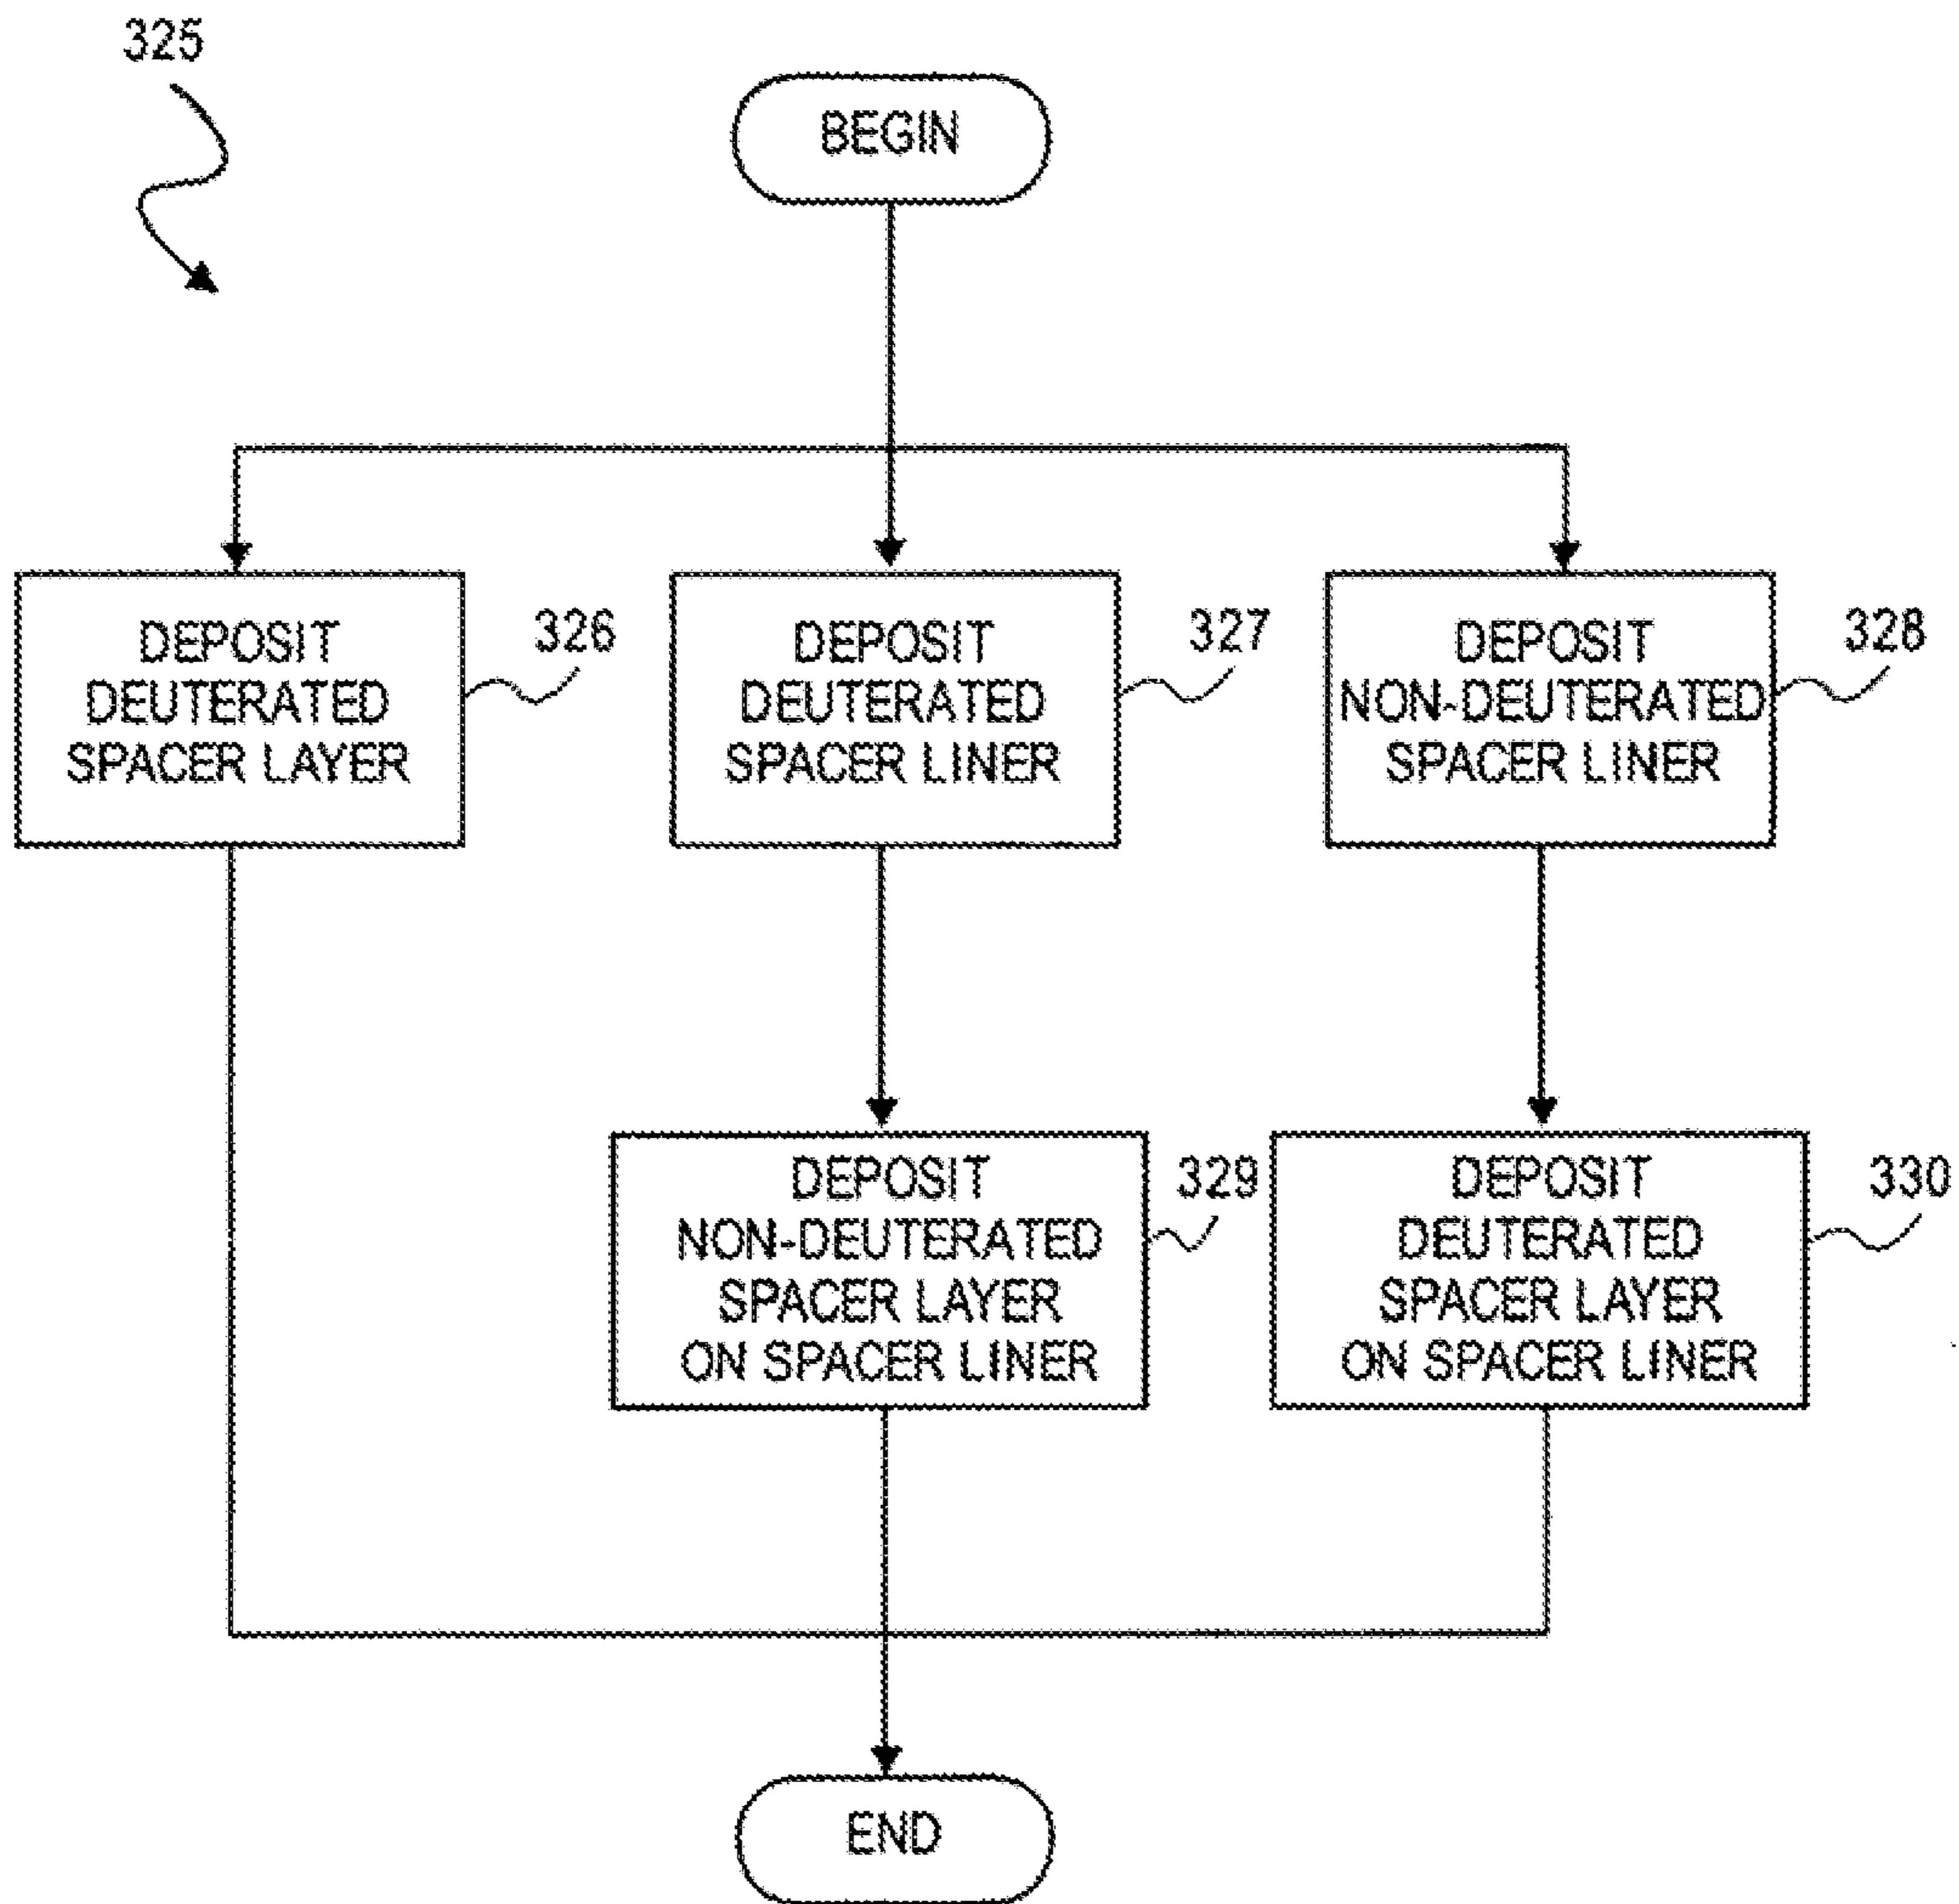 325
BEGIN
DEPOSIT
DEUTERATED
SPACER LAYER
326
DEPOSIT
DEUTERATED
SPACER LINER
327
DEPOSIT
NON-DEUTERATED
SPACER LINER
328
DEPOSIT
NON-DEUTERATED
SPACER LAYER
ON SPACER LINER
329
DEPOSIT
DEUTERATED
SPACER LAYER
ON SPACER LINER
330
END